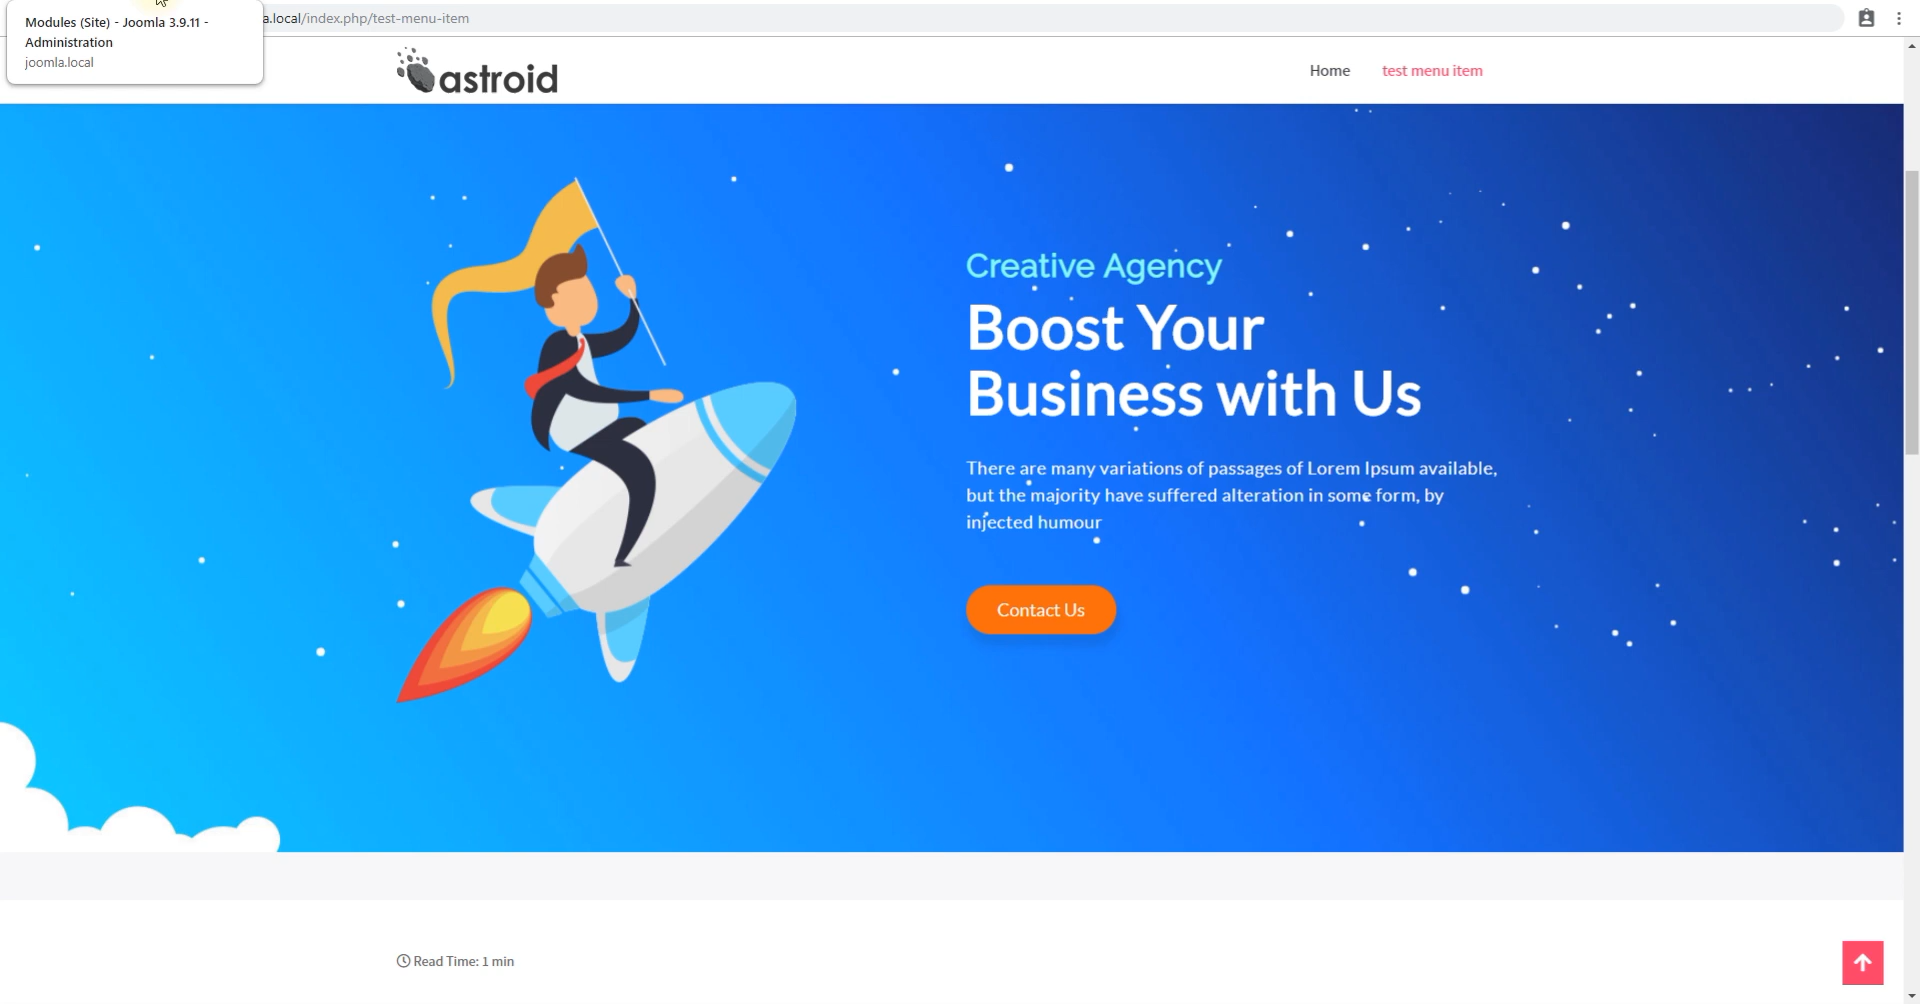 Modules (Site) - Joomla 3.9.11 -
Administration
joomla.local
a.local/index.php/test-menu-item
astroid
Home
test menu item
Creative Agency
Boost Your
Business with Us
There are many variations of passages of Lorem Ipsum available,
but the majority have suffered alteration in some form, by
injected humour
Contact Us
Read Time: 1 min